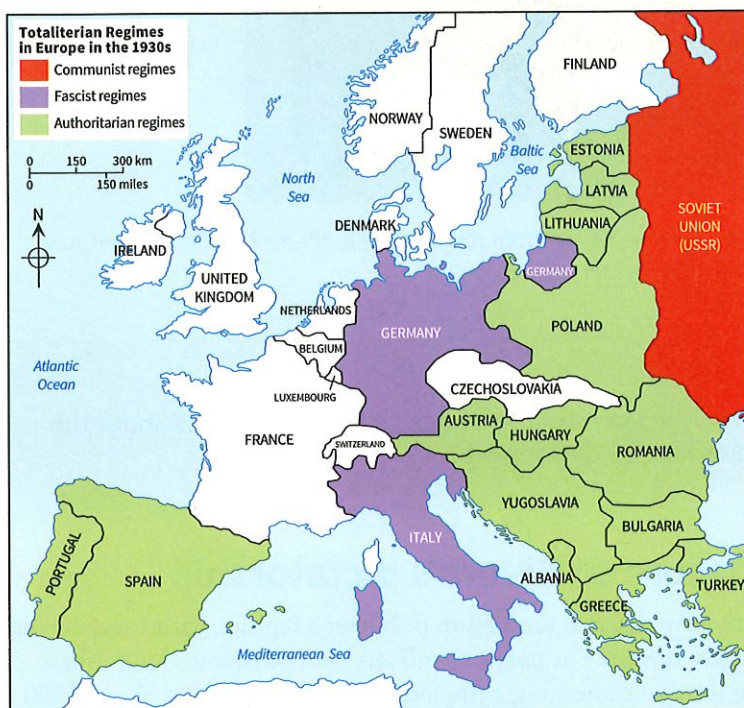 Totaliterian Regimes
in Europe in the 1930s
Communist regimes
Fascist regimes
Authoritarian regimes
0 150 300 km
0 150 miles
N
FINLAND
NORWAY
SWEDEN
ESTONIA
Baltic
Sea
North
Sea
LATVIA
SOVIET
UNION
(USSR)
LITHUANIA
DENMARK
IRELAND
GERMANY
UNITED
KINGDOM
NETHERLANDS
POLAND
GERMANY
BELGIUM
Atlantic
Ocean
CZECHOSLOVAKIA
LUXEMBOURG
AUSTRIA
FRANCE
SWITZERLAND
HUNGARY
ROMANIA
YUGOSLAVIA
BULGARIA
ITALY
PORTUGAL
SPAIN
ALBANIA
TURKEY
GREECE
Mediterranean Sea